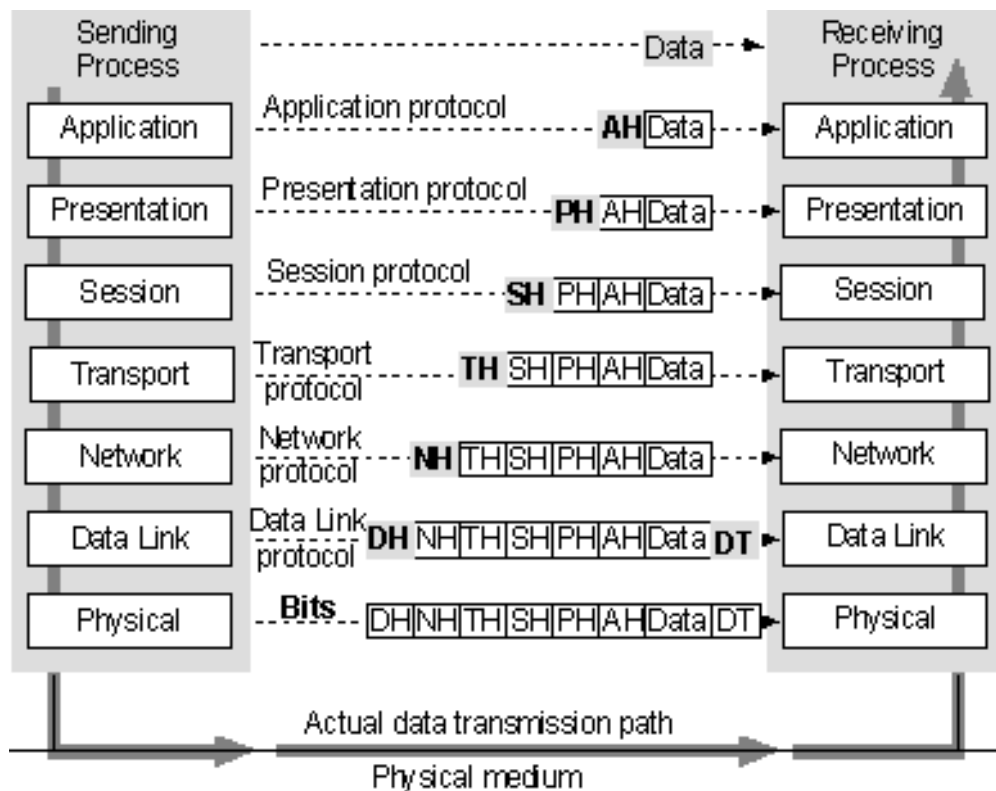 Sending
Process
Data
Receiving
Process
Application
Application protocol
AH Data
Application
Presentation
Presentation protocol
PH AH Data
Presentation
Session
Session protocol
SH PH AH Data
Session
Transport
Transport
protocol
TH SH PH AH Data
Transport
Network
Network
protocol
NH TH SH PH AH Data
Network
Data Link
Data Link
protocol
DH NH TH SH PH AH Data DT
Data Link
Physical
Bits
DH NH TH SH PH AH Data DT
Physical
Actual data transmission path
Physical medium